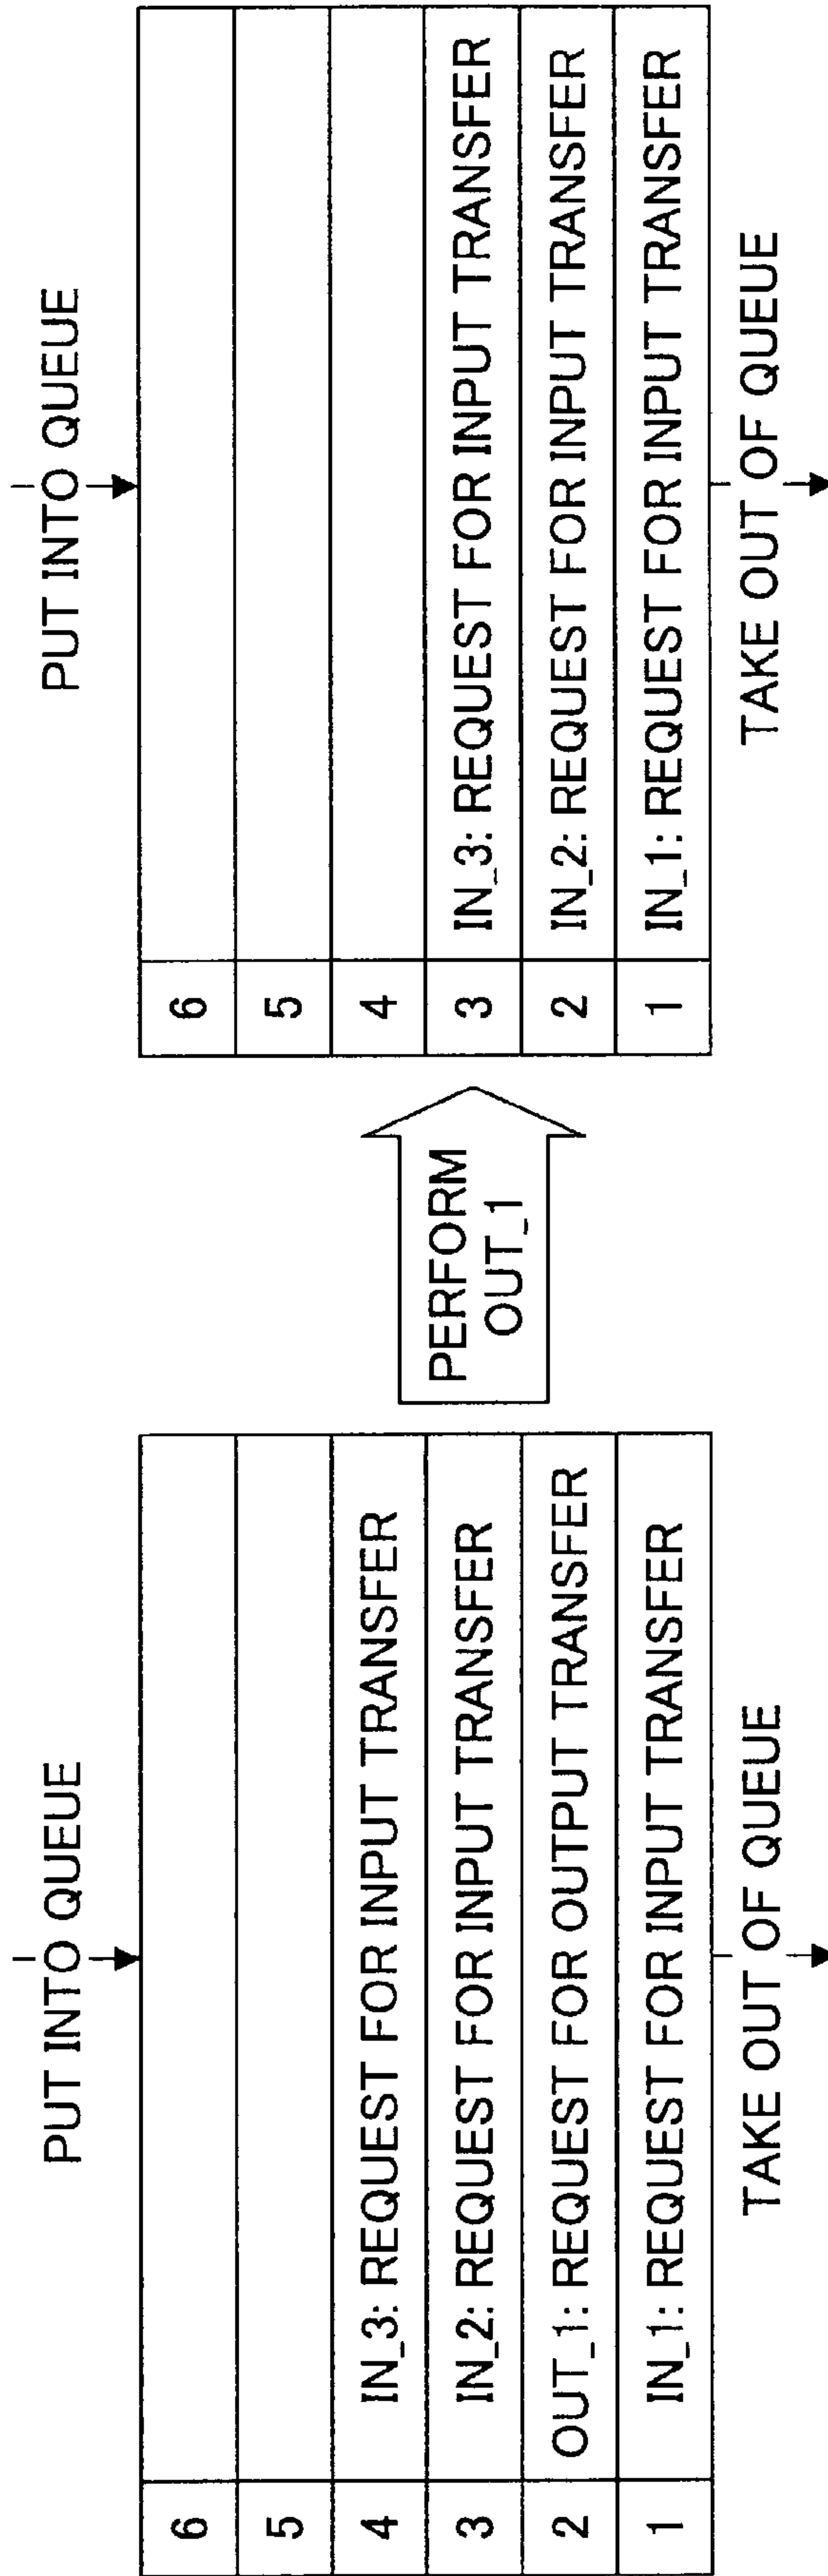 PUT INTO QUEUE
6
5
4 IN_3: REQUEST FOR INPUT TRANSFER
3 IN_2: REQUEST FOR INPUT TRANSFER
2 OUT_1: REQUEST FOR OUTPUT TRANSFER
1 IN_1: REQUEST FOR INPUT TRANSFER
TAKE OUT OF QUEUE
PERFORM
OUT_1
PUT INTO QUEUE
6
5
4
3 IN_3: REQUEST FOR INPUT TRANSFER
2 IN_2: REQUEST FOR INPUT TRANSFER
1 IN_1: REQUEST FOR INPUT TRANSFER
TAKE OUT OF QUEUE